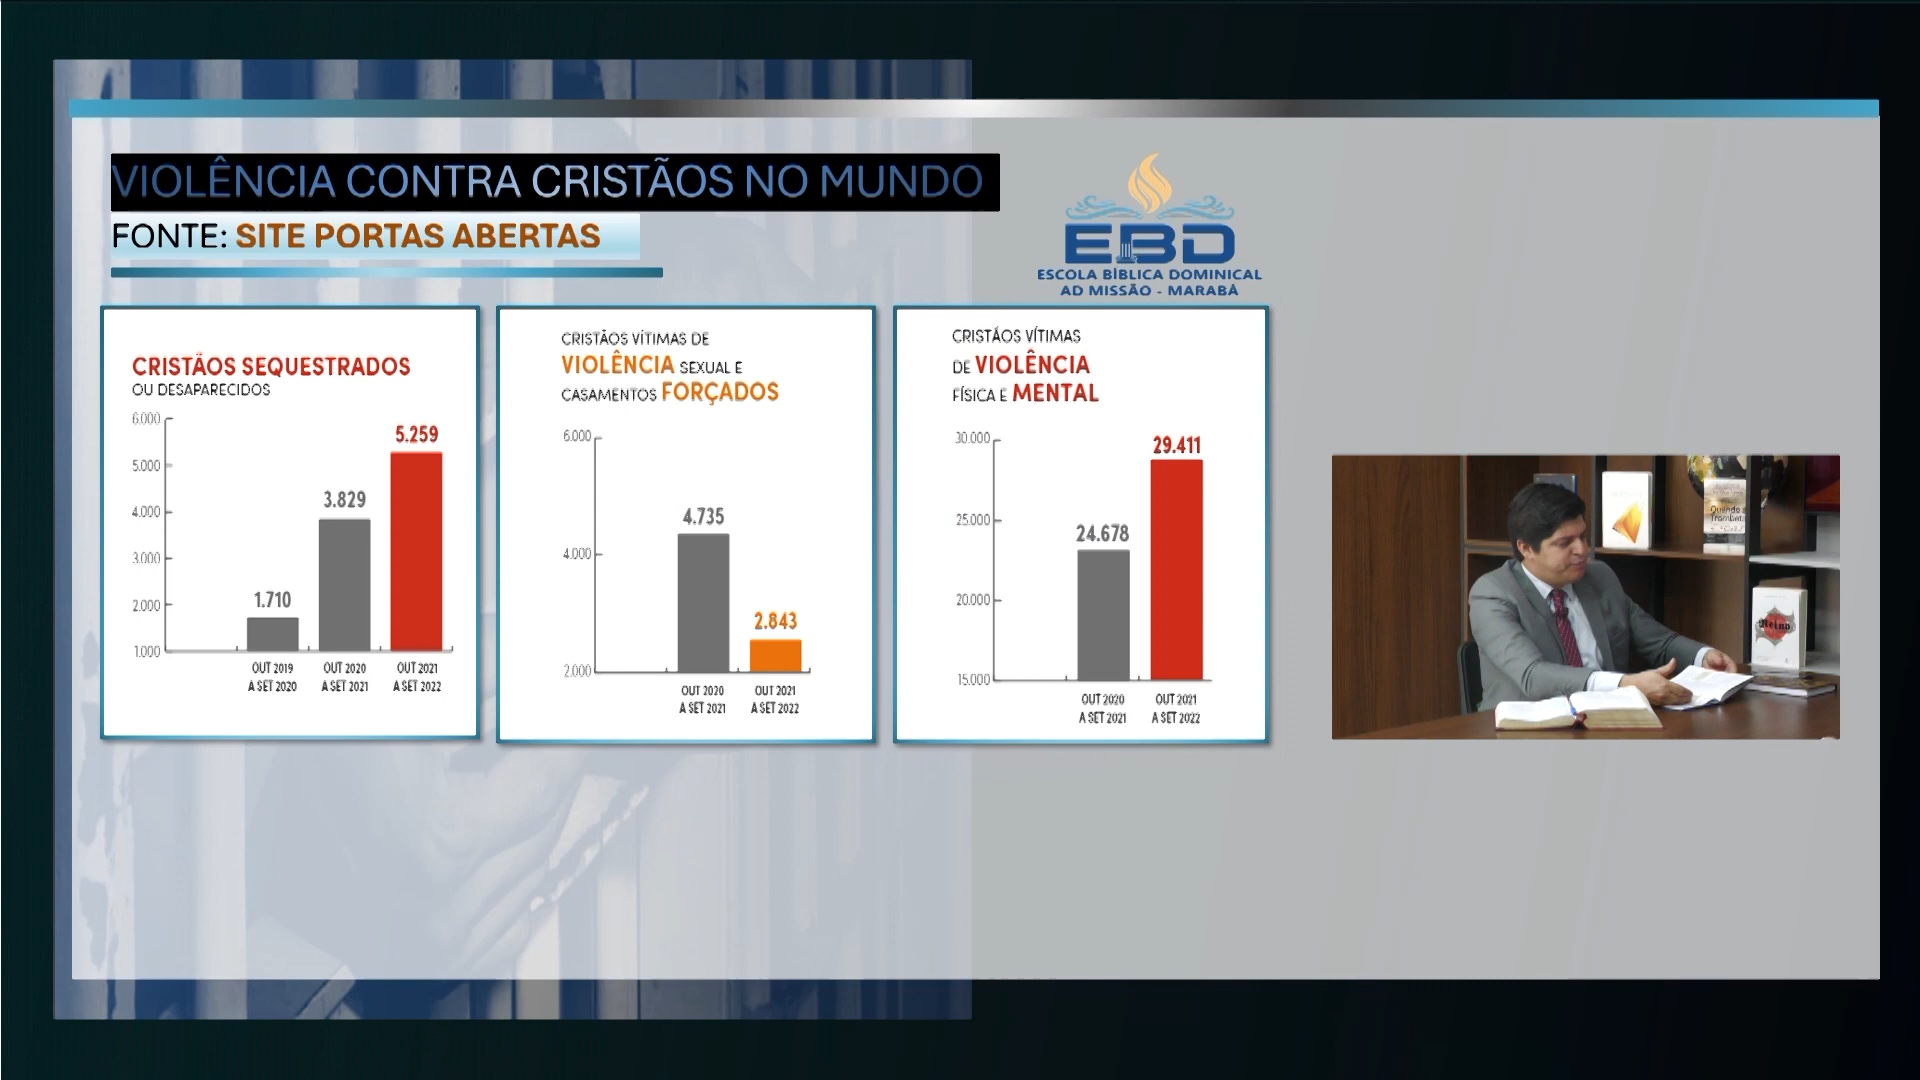 VIOLÊNCIA CONTRA CRISTÃOS NO MUNDO
FONTE: SITE PORTAS ABERTAS
EBD
ESCOLA BÍBLICA DOMINICAL
AD MISSÃO - MARABÁ
CRISTÃOS SEQUESTRADOS
OU DESAPARECIDOS
6.000
5.000
4.000
3.000
2.000
1.000
1.710
3.829
5.259
OUT 2019
A SET 2020
OUT 2020
A SET 2021
OUT 2021
A SET 2022
CRISTÃOS VÍTIMAS DE
VIOLÊNCIA SEXUAL E
CASAMENTOS FORÇADOS
6.000
4.000
2.000
4.735
2.843
OUT 2020
A SET 2021
OUT 2021
A SET 2022
CRISTÃOS VÍTIMAS
DE VIOLÊNCIA
FÍSICA E MENTAL
30.000
25.000
20.000
15.000
24.678
29.411
OUT 2020
A SET 2021
OUT 2021
A SET 2022
Quando a
Trombeta
Reino